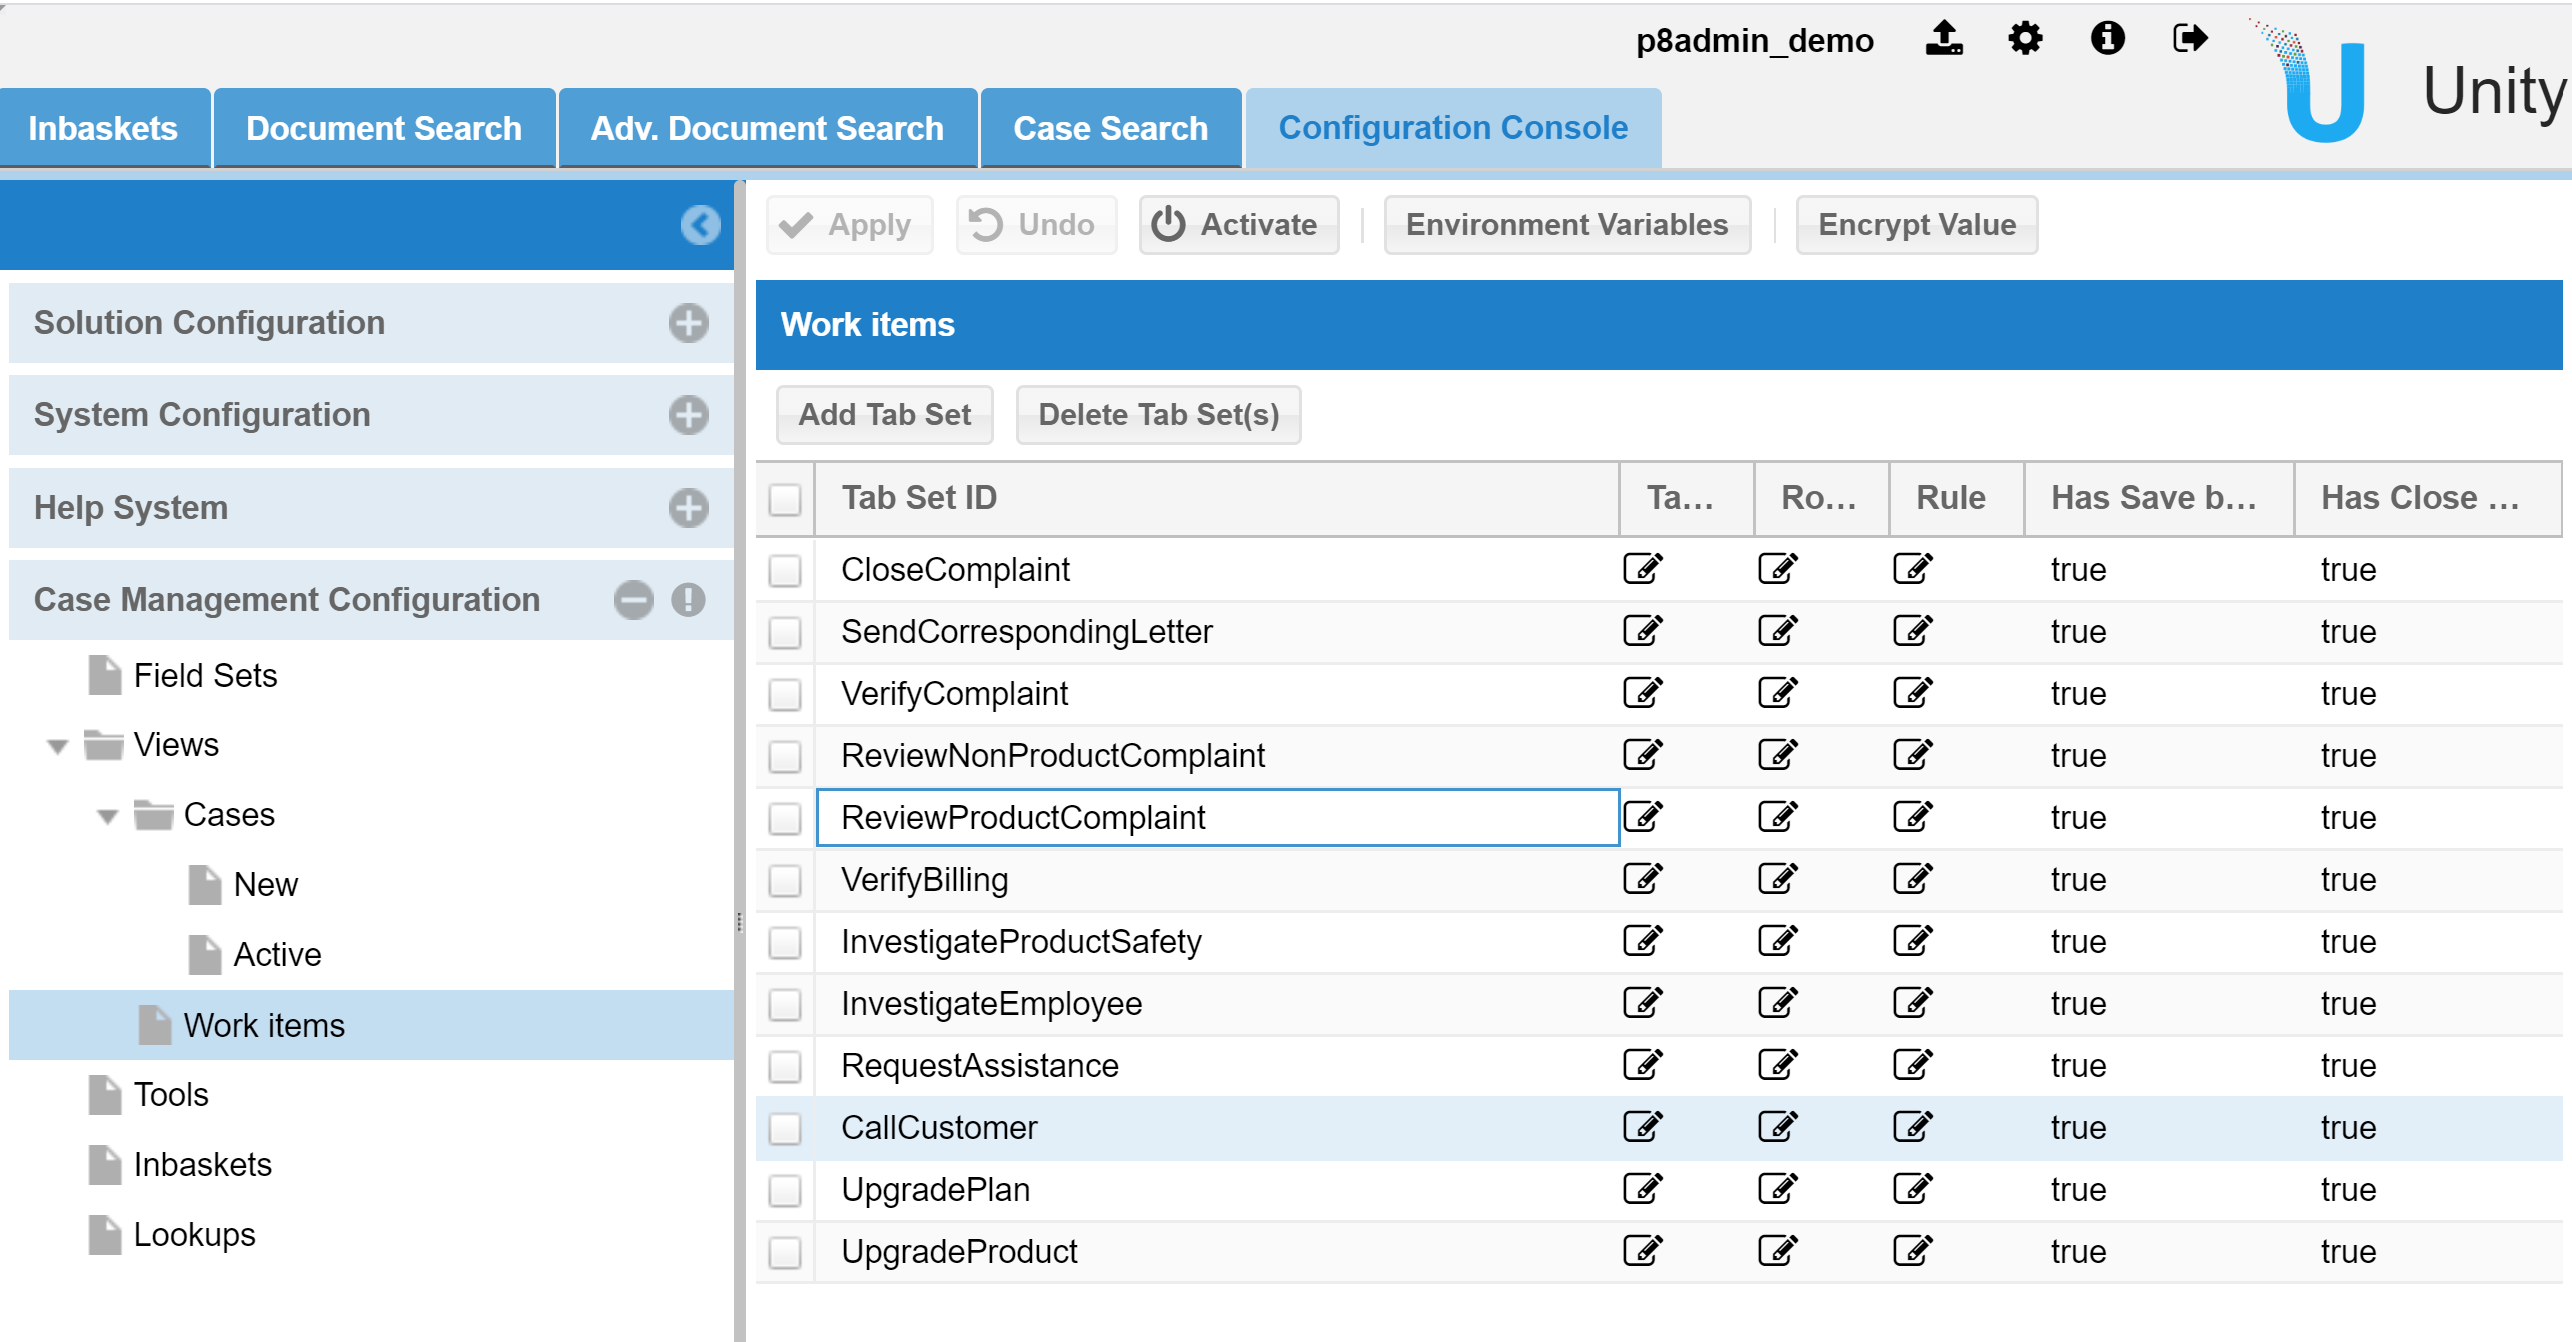 p8admin_demo
Unity
Inbaskets Document Search Adv. Document Search Case Search Configuration Console
Apply Undo Activate Environment Variables Encrypt Value
Solution Configuration
System Configuration
Help System
Case Management Configuration
Field Sets
Views
Cases
New
Active
Work items
Tools
Inbaskets
Lookups
Work items
Add Tab Set Delete Tab Set(s)
Tab Set ID Ta... Ro... Rule Has Save b... Has Close ...
CloseComplaint true true
SendCorrespondingLetter true true
VerifyComplaint true true
ReviewNonProductComplaint true true
ReviewProductComplaint true true
VerifyBilling true true
InvestigateProductSafety true true
InvestigateEmployee true true
RequestAssistance true true
CallCustomer true true
UpgradePlan true true
UpgradeProduct true true